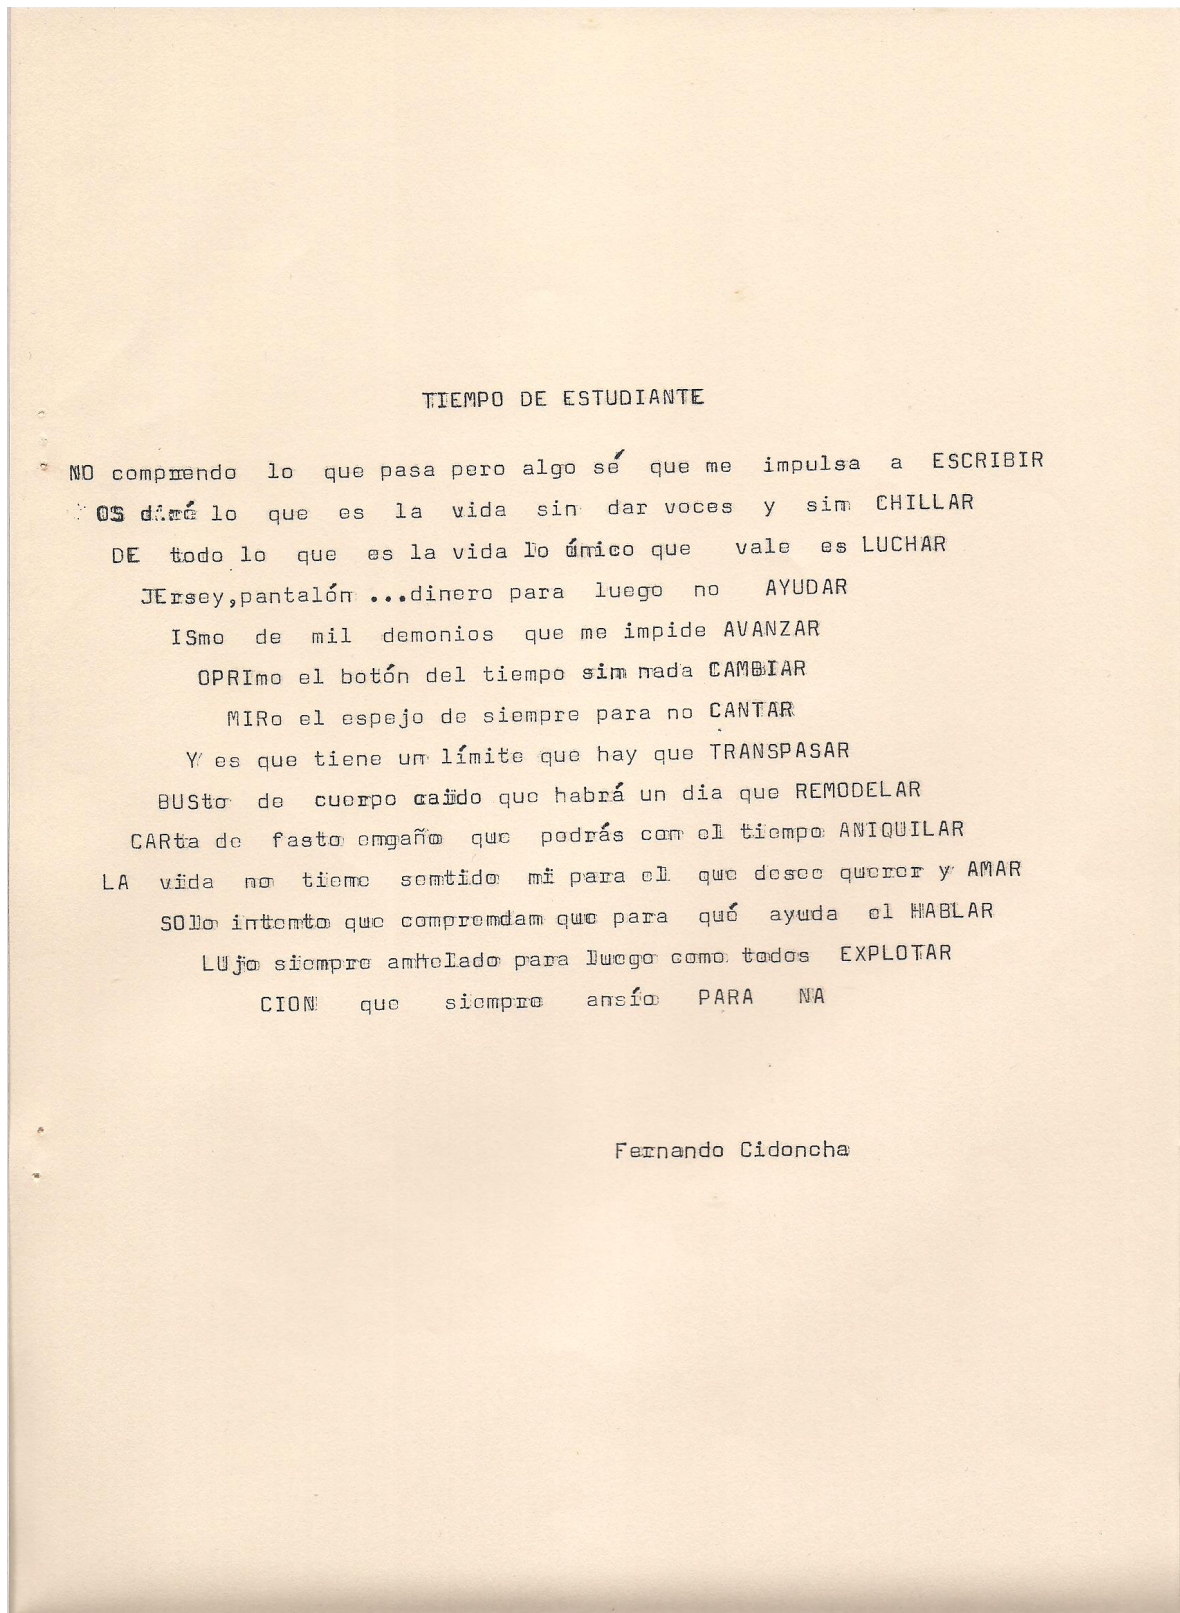 TIEMPO DE ESTUDIANTE
NO comprendo lo que pasa pero algo sé que me impulsa a ESCRIBIR
OS diré lo que es la vida sin dar voces y sin CHILLAR
DE todo lo que es la vida lo único que vale es LUCHAR
JErsey,pantalón ...dinero para luego no AYUDAR
ISmo de mil demonios que me impide AVANZAR
OPRImo el botón del tiempo sin nada CAMBIAR
MIRo el espejo de siempre para no CANTAR
Y es que tiene un límite que hay que TRANSPASAR
BUSto de cuerpo caido que habrá un dia que REMODELAR
CARta de fasto engaño que podrás con el tiempo ANIQUILAR
LA vida no tiene sentido ni para el que desee querer y AMAR
SOlo intento que comprendan que para qué ayuda el HABLAR
LUjo siempre anhelado para luego como todos EXPLOTAR
CION que siempre ansío PARA NA
Fernando Cidoncha